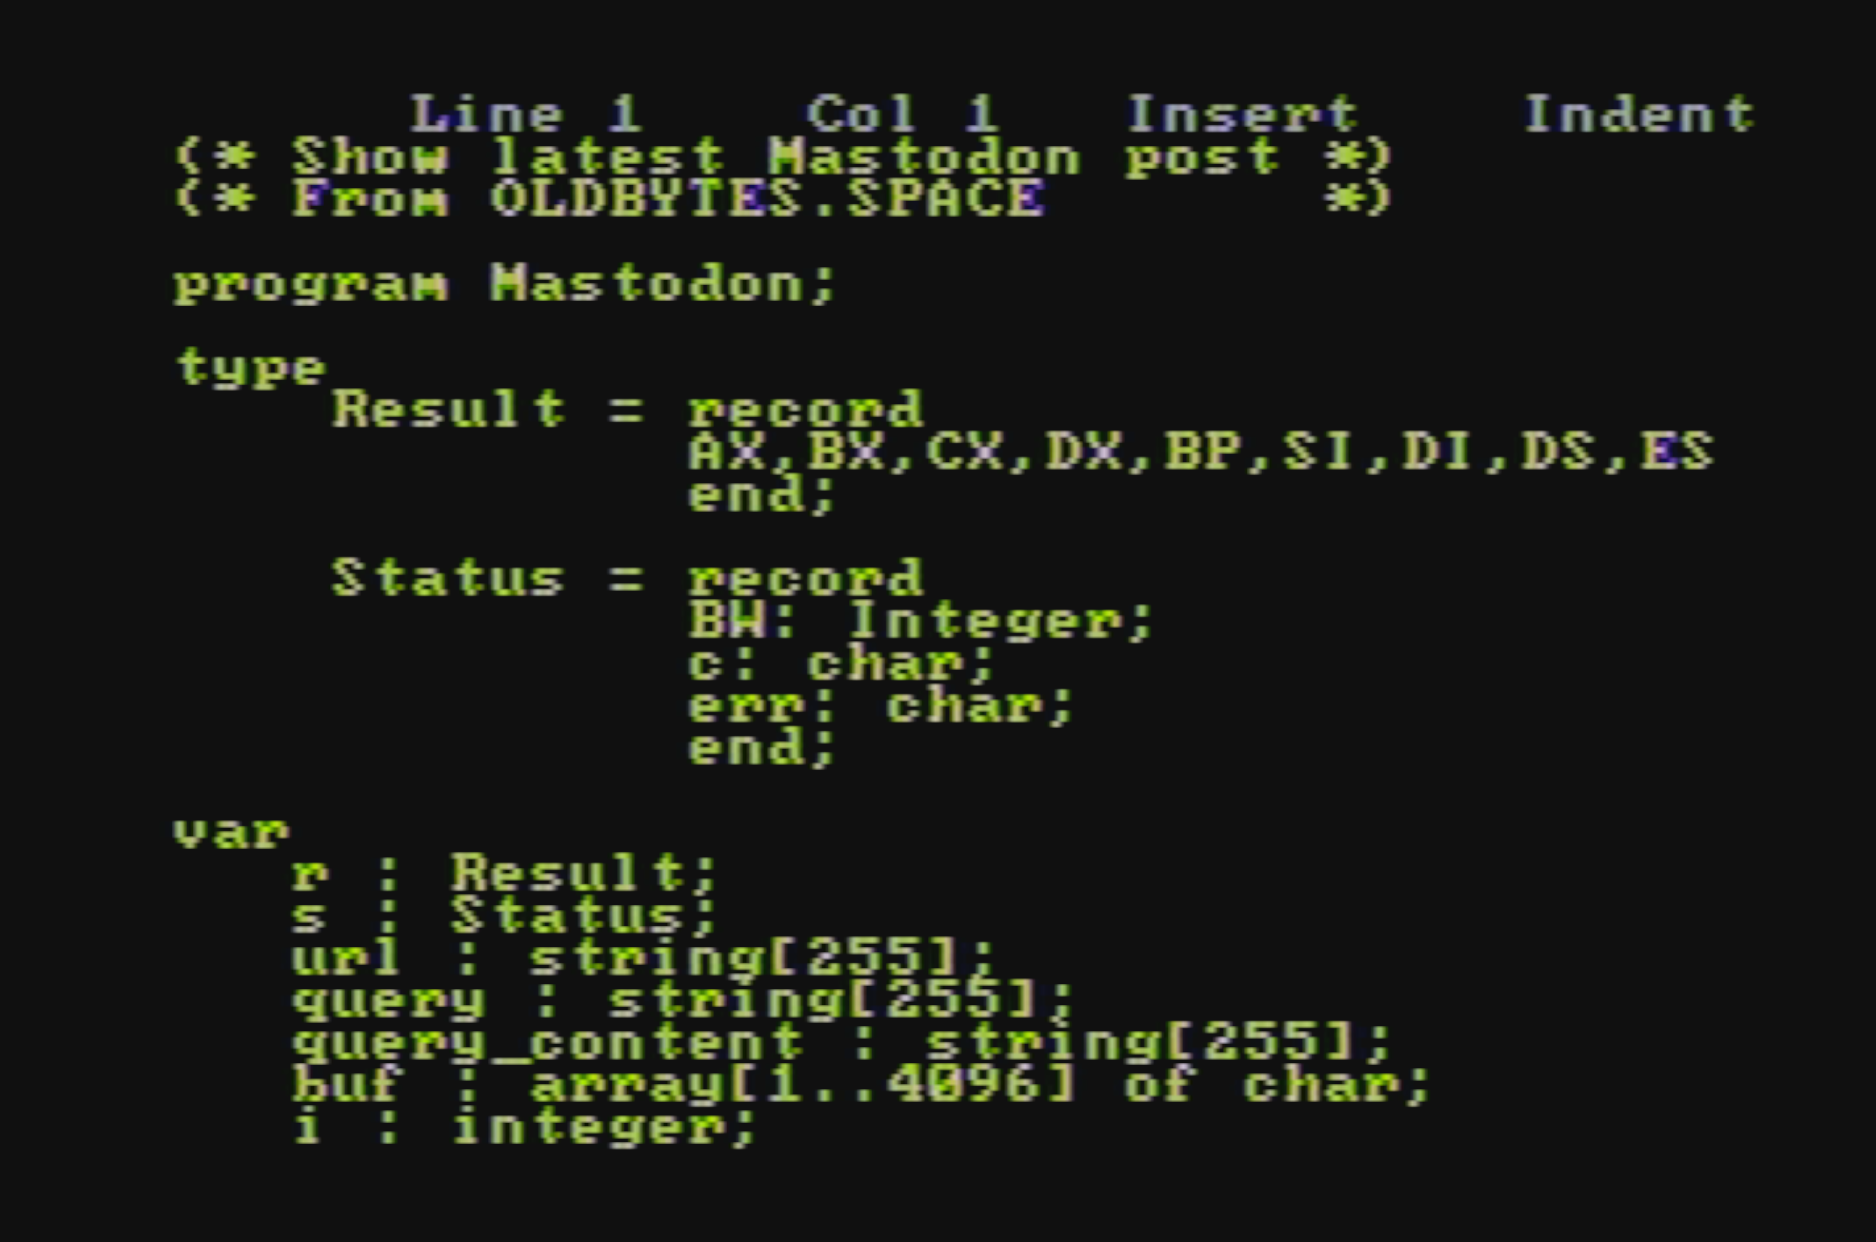 Line 1    Col 1   Insert    Indent
(* Show latest Mastodon post *)
(* From OLDBYTES.SPACE       *)
program Mastodon;
type
    Result = record
             AX,BX,CX,DX,BP,SI,DI,DS,ES
             end;
    Status = record
             BW: Integer;
             c: char;
             err: char;
             end;
var
   r : Result;
   s : Status;
   url : string[255];
   query : string[255];
   query_content : string[255];
   buf : array[1..4096] of char;
   i : integer;